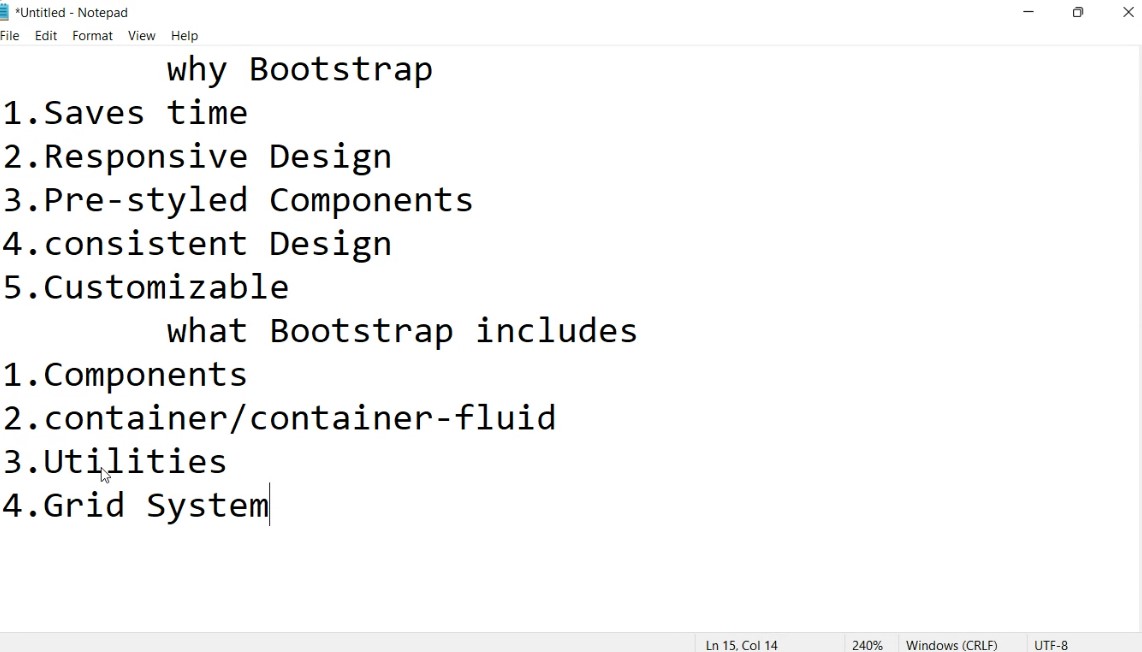 *Untitled - Notepad
File Edit Format View Help
why Bootstrap
1.Saves time
2.Responsive Design
3.Pre-styled Components
4.consistent Design
5.Customizable
what Bootstrap includes
1.Components
2.container/container-fluid
3.Utilities
4.Grid System
Ln 15, Col 14 240% Windows (CRLF) UTF-8